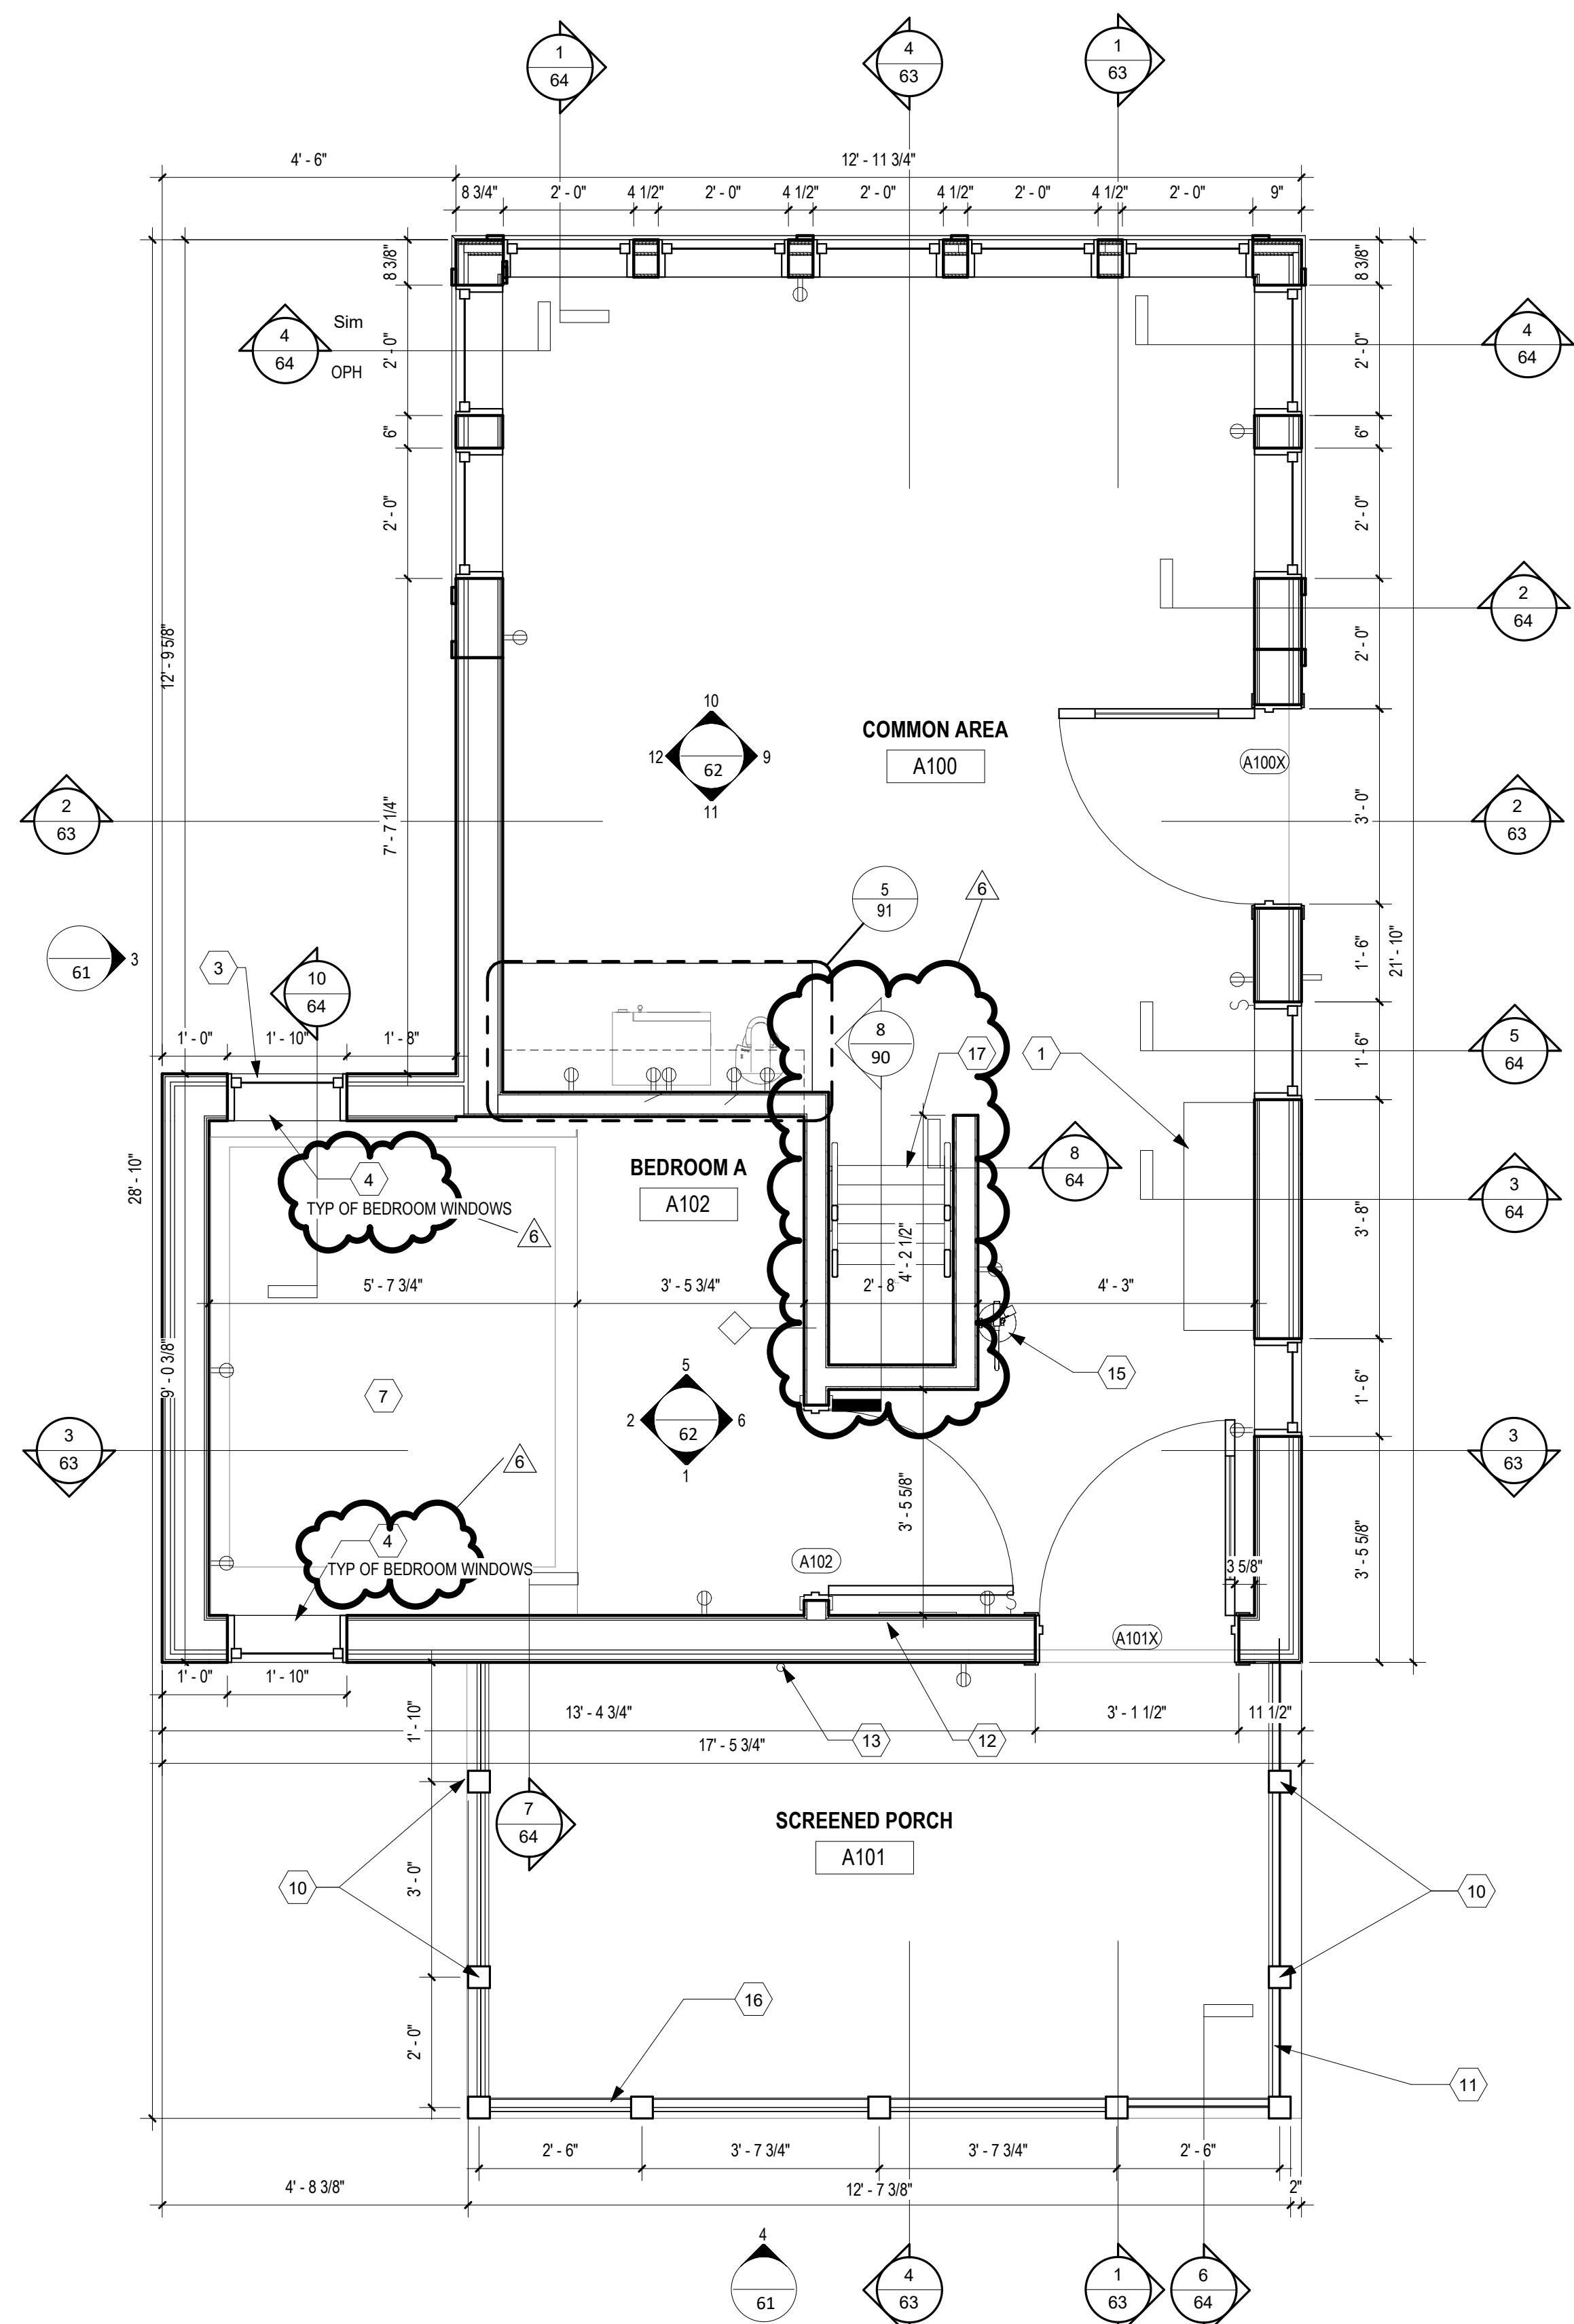 1
64
4
63
1
63
4' - 6"
12' - 11 3/4"
8 3/4"
2' - 0"
4 1/2"
2' - 0"
4 1/2"
2' - 0"
4 1/2"
2' - 0"
4 1/2"
2' - 0"
9"
8 3/8"
8 3/8"
4
64
Sim
OPH
2' - 0"
2' - 0"
4
64
6"
6"
2' - 0"
2' - 0"
2
64
12' - 9 5/8"
2' - 0"
10
12
62
9
11
COMMON AREA
A100
A100X
2
63
7' - 7 1/4"
3' - 0"
2
63
5
91
6
61
3
3
10
64
1' - 6"
21' - 10"
1' - 0"
1' - 10"
1' - 8"
8
90
17
1
1' - 6"
5
64
28' - 10"
4
TYP OF BEDROOM WINDOWS
6
BEDROOM A
A102
8
64
3' - 8"
3
64
4' - 2 1/2"
5' - 7 3/4"
3' - 5 3/4"
2' - 8
4' - 3"
9' - 0 3/8"
15
7
5
2
62
6
1
1' - 6"
3
63
6
3
63
3' - 5 5/8"
3' - 5 5/8"
4
TYP OF BEDROOM WINDOWS
A102
3 5/8"
A101X
1' - 0"
1' - 10"
1' - 10"
13' - 4 3/4"
3' - 1 1/2"
11 1/2"
13
12
17' - 5 3/4"
7
64
SCREENED PORCH
A101
10
3' - 0"
10
16
2' - 0"
11
2' - 6"
3' - 7 3/4"
3' - 7 3/4"
2' - 6"
4' - 8 3/8"
12' - 7 3/8"
2"
4
61
4
63
1
63
6
64